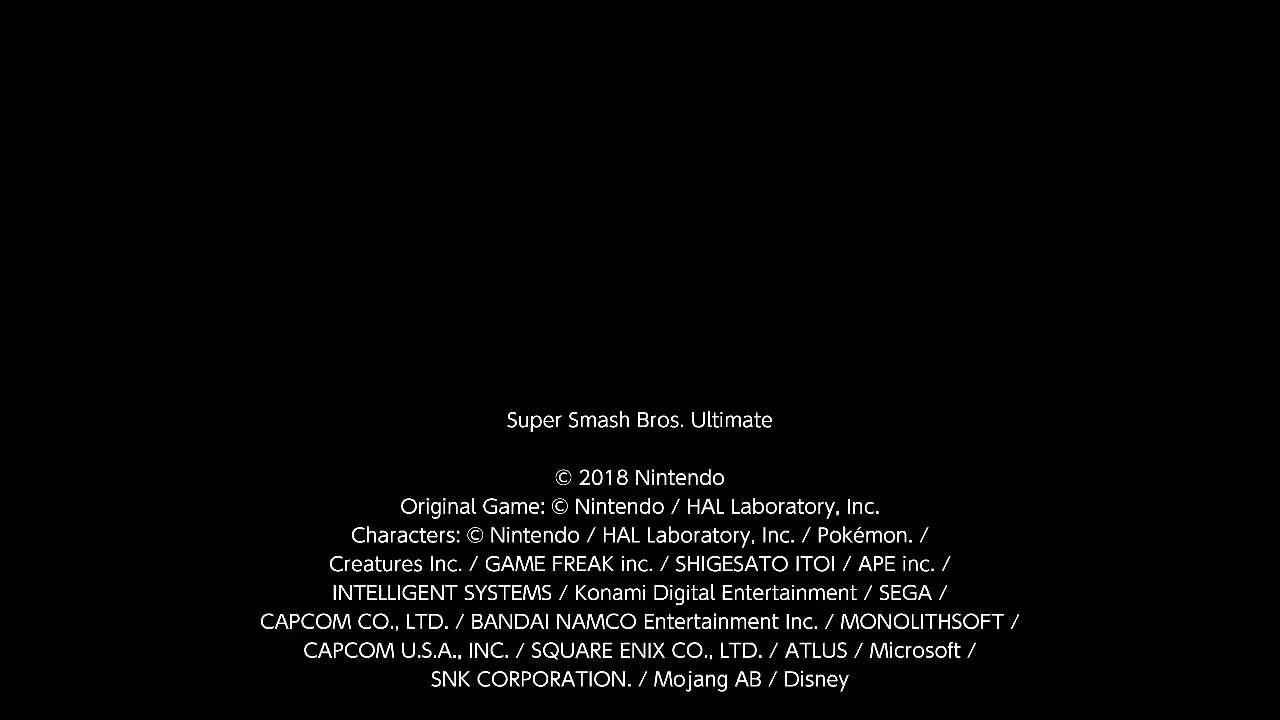 Super Smash Bros. Ultimate
© 2018 Nintendo
Original Game: © Nintendo / HAL Laboratory, Inc.
Characters: © Nintendo / HAL Laboratory, Inc. / Pokémon. /
Creatures Inc. / GAME FREAK inc. / SHIGESATO ITOI / APE inc. /
INTELLIGENT SYSTEMS / Konami Digital Entertainment / SEGA /
CAPCOM CO., LTD. / BANDAI NAMCO Entertainment Inc. / MONOLITHSOFT /
CAPCOM U.S.A., INC. / SQUARE ENIX CO., LTD. / ATLUS / Microsoft /
SNK CORPORATION. / Mojang AB / Disney